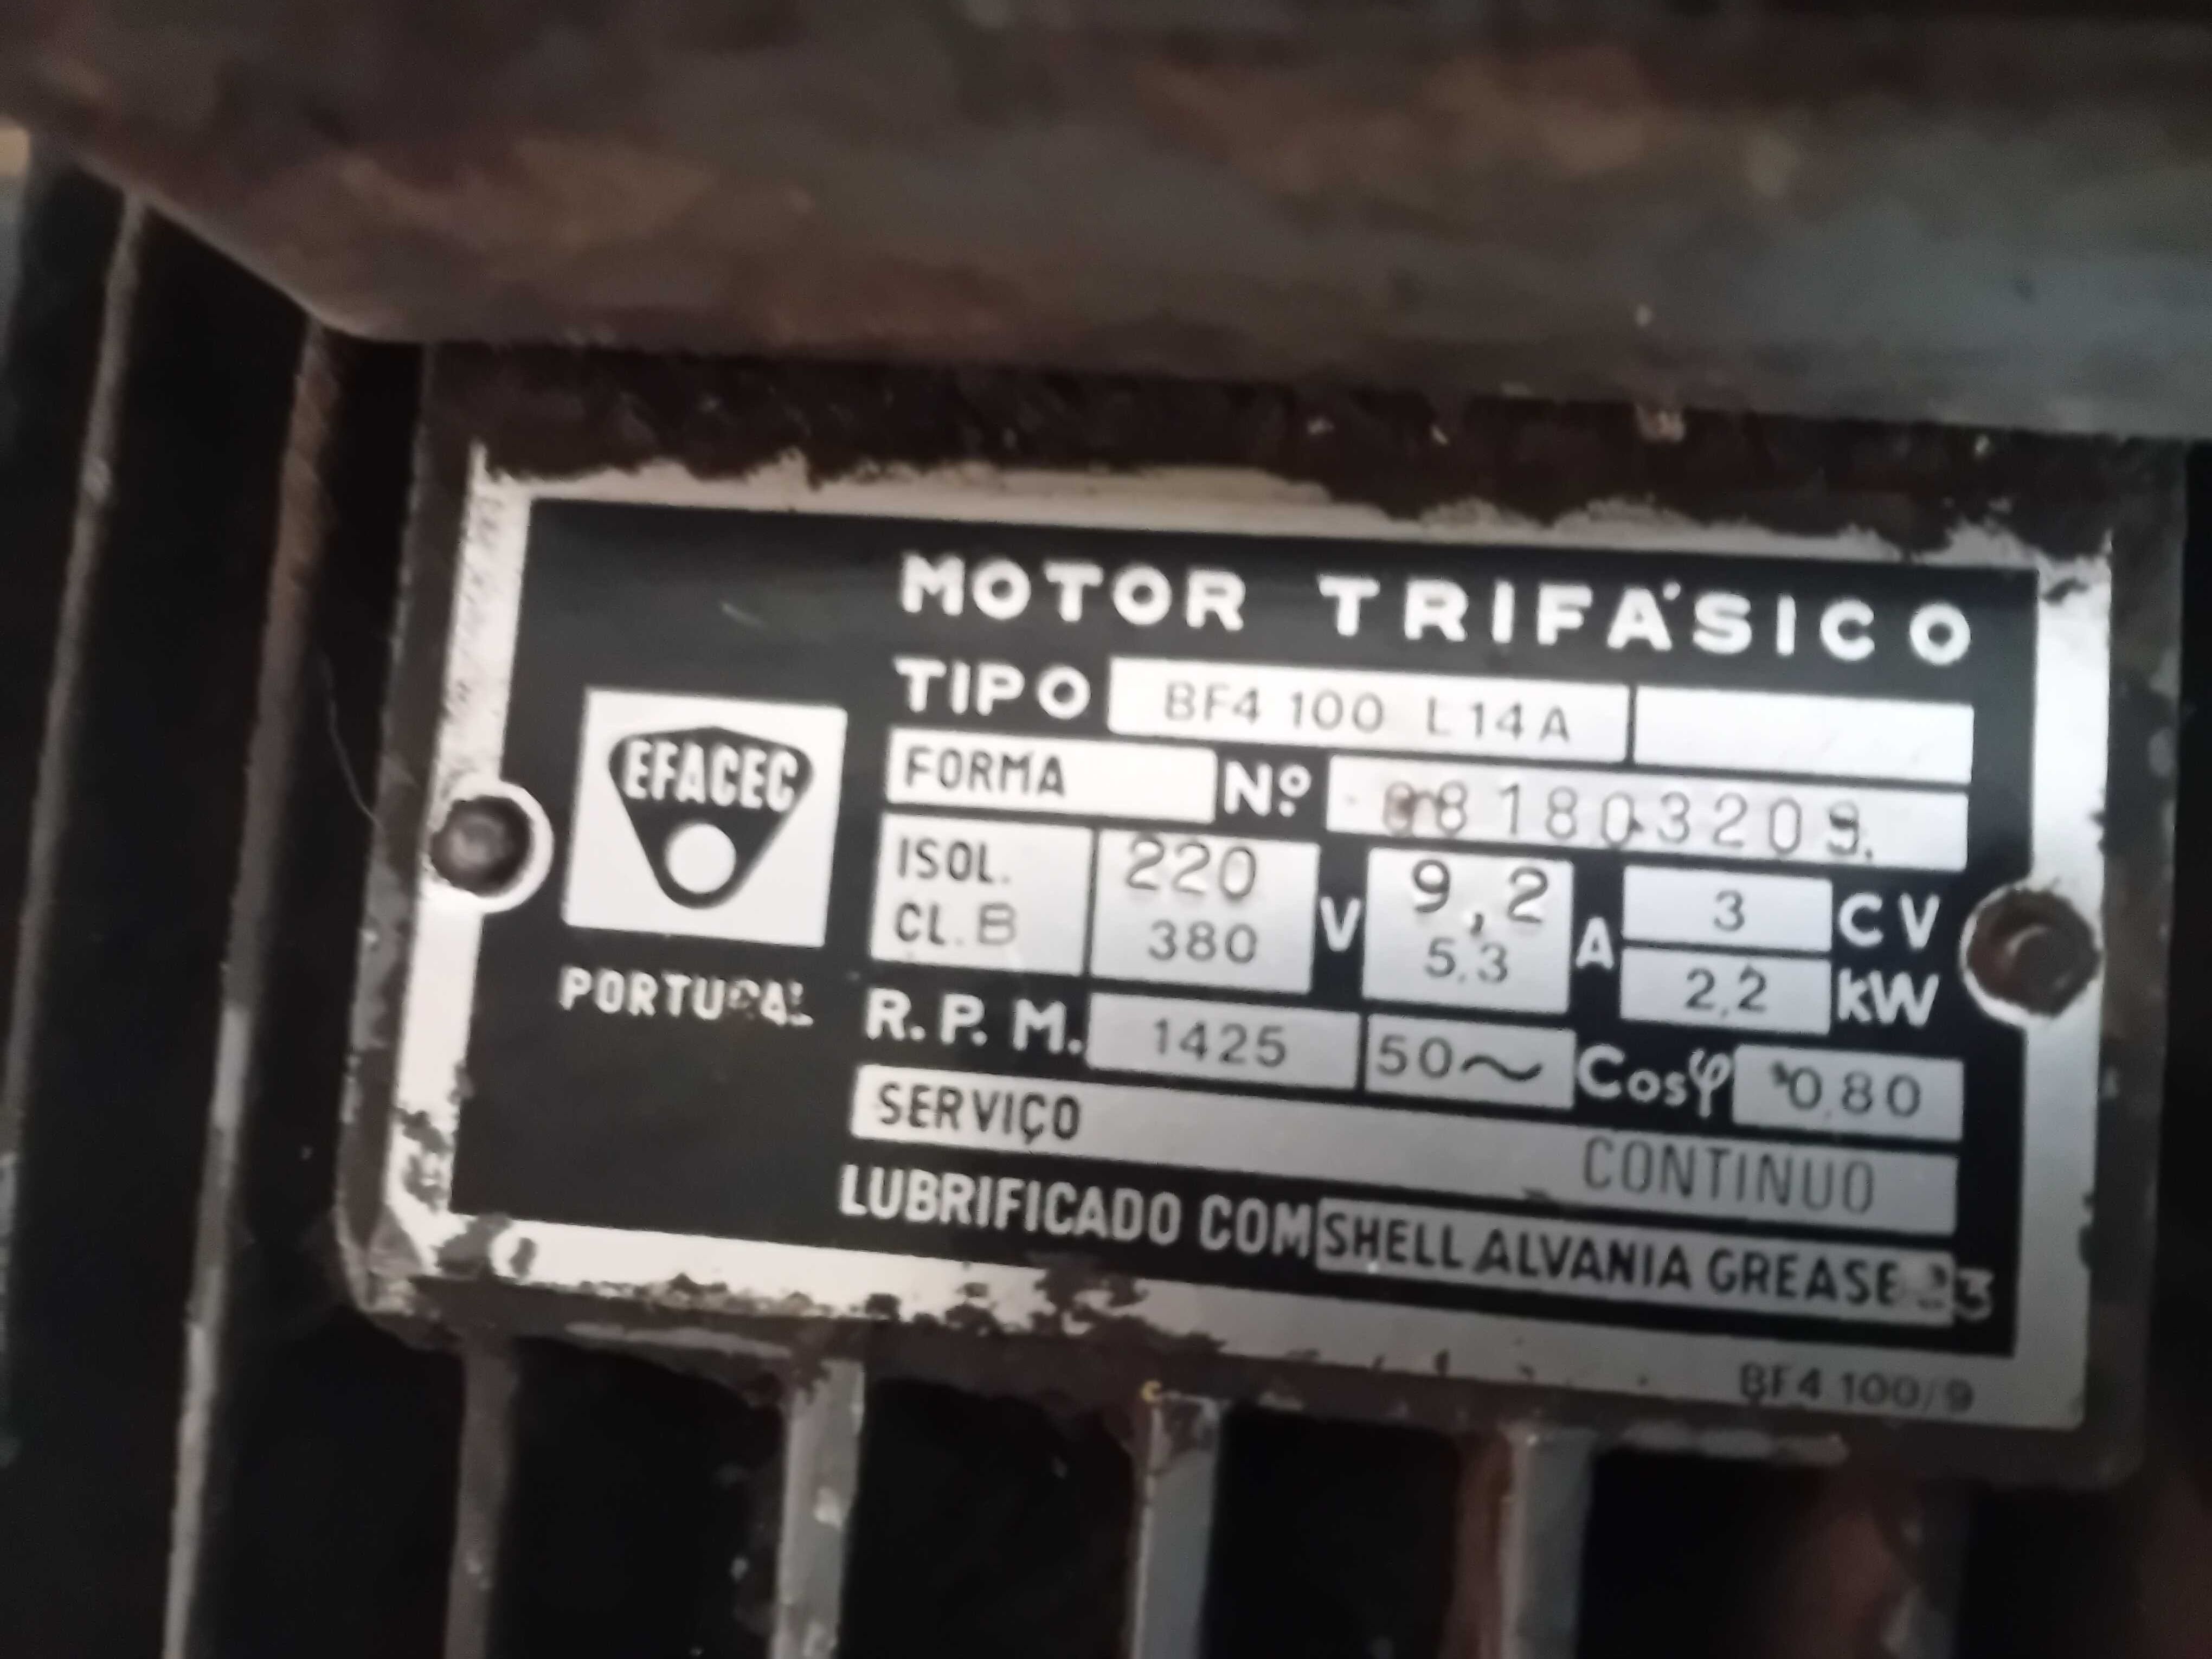 MOTOR TRIFÁSICO
TIPO BF4 100 L14A
EFACEC
PORTUGAL
FORMA Nº
ISOL. 220 V 9,2 A 3 CV
CL. B 380 5,3 2,2 kW
R.P.M. 1425 50~ Cosφ 0,80
SERVIÇO CONTINUO
LUBRIFICADO COM SHELL ALVANIA GREASE
BF4 100/9